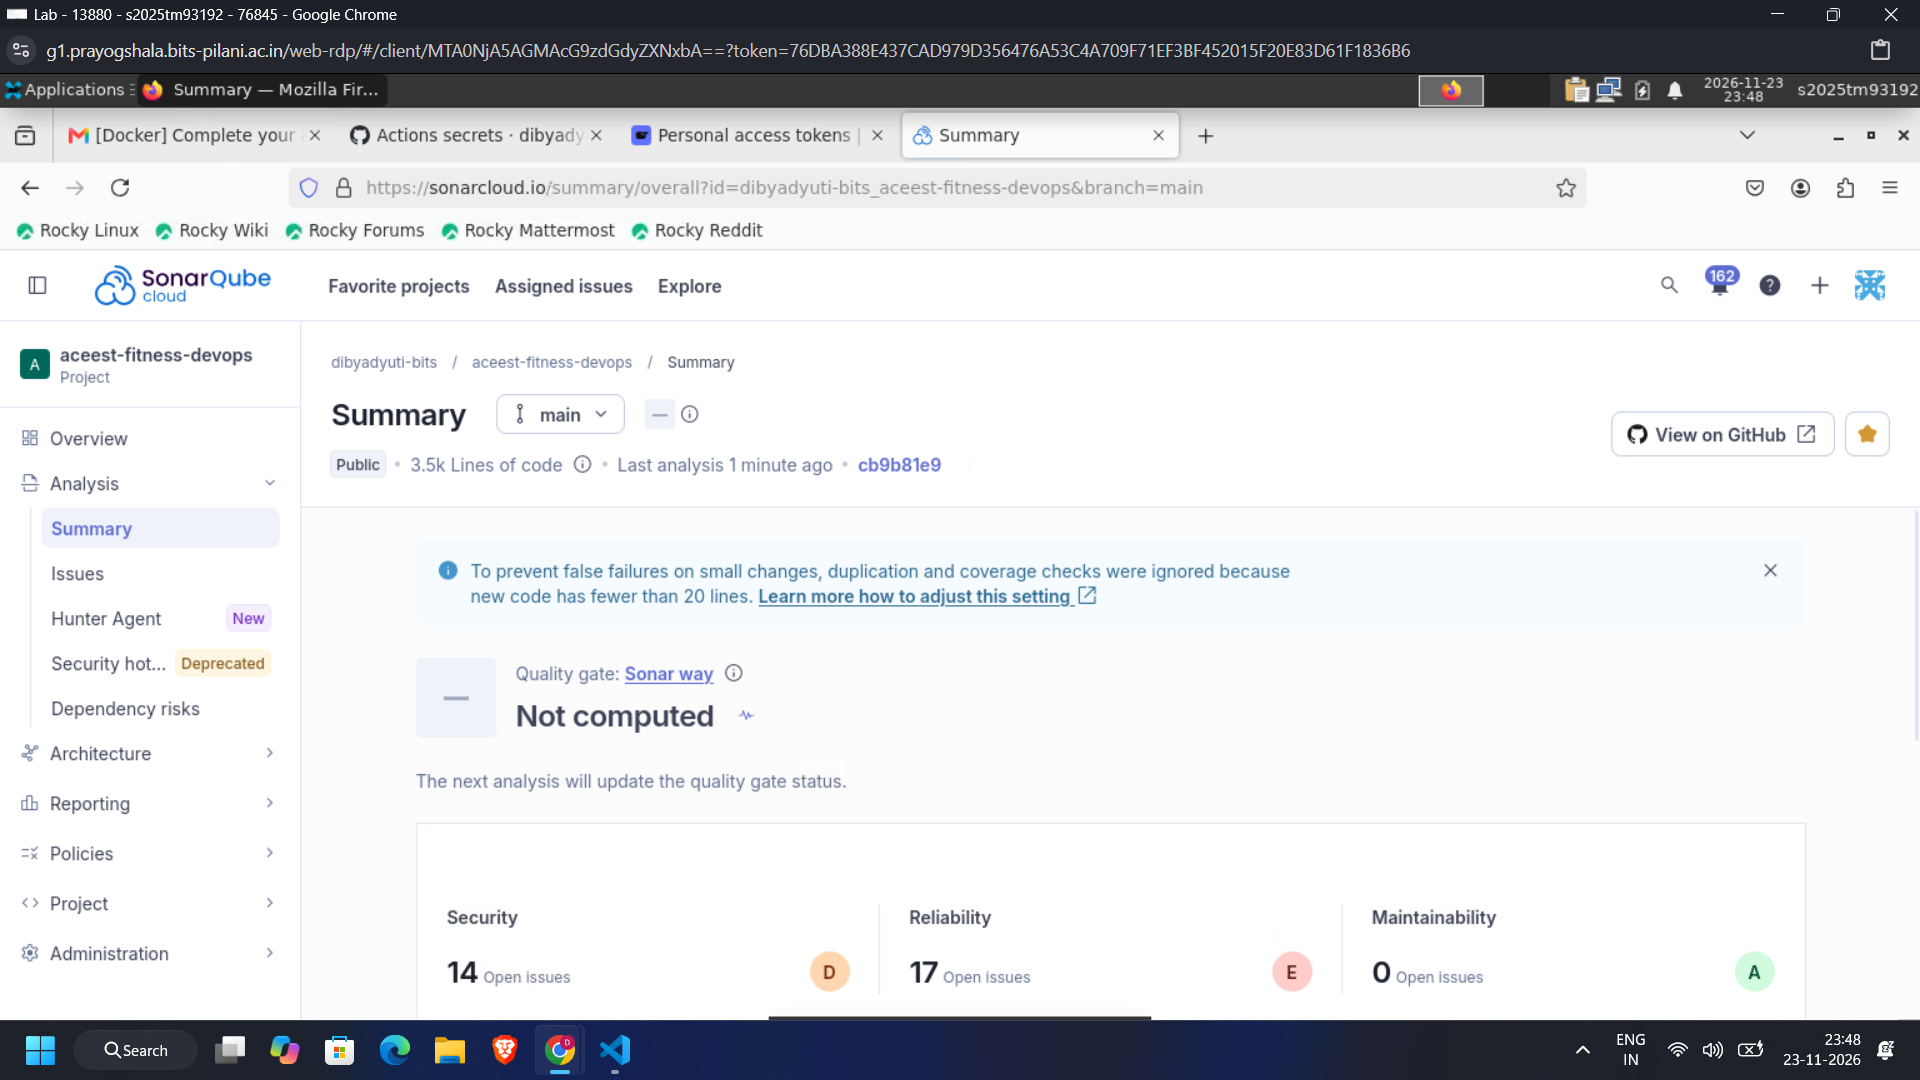 Lab - 13880 - s2025tm93192 - 76845 - Google Chrome
g1.prayogshala.bits-pilani.ac.in/web-rdp/#/client/MTA0NjA5AGMAcG9zdGdyZXNxbA==?token=76DBA388E437CAD979D356476A53C4A709F71EF3BF452015F20E83D61F1836B6
Applications
Summary — Mozilla Fir...
2026-11-23
23:48
s2025tm93192
[Docker] Complete your
Actions secrets · dibyady
Personal access tokens |
Summary
https://sonarcloud.io/summary/overall?id=dibyadyuti-bits_aceest-fitness-devops&branch=main
Rocky Linux
Rocky Wiki
Rocky Forums
Rocky Mattermost
Rocky Reddit
SonarQube
cloud
Favorite projects
Assigned issues
Explore
162
A
aceest-fitness-devops
Project
Overview
Analysis
Summary
Issues
Hunter Agent New
Security hot... Deprecated
Dependency risks
Architecture
Reporting
Policies
Project
Administration
dibyadyuti-bits / aceest-fitness-devops / Summary
Summary
main
View on GitHub
Public • 3.5k Lines of code • Last analysis 1 minute ago • cb9b81e9
To prevent false failures on small changes, duplication and coverage checks were ignored because
new code has fewer than 20 lines. Learn more how to adjust this setting
Quality gate: Sonar way
Not computed
The next analysis will update the quality gate status.
Security
14 Open issues
D
Reliability
17 Open issues
E
Maintainability
0 Open issues
A
Search
ENG
IN
23:48
23-11-2026